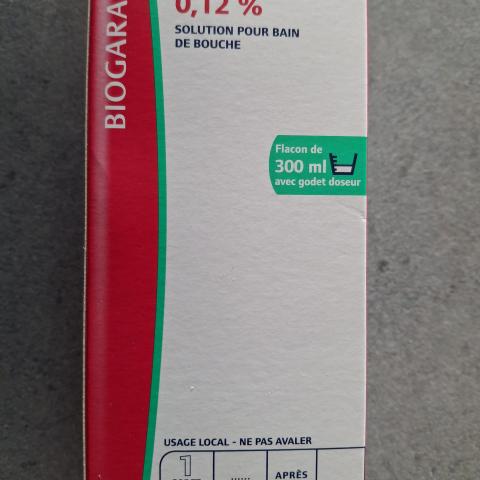 0,12 %
SOLUTION POUR BAIN
DE BOUCHE
BIOGARA
Flacon de
300 ml
avec godet doseur
USAGE LOCAL - NE PAS AVALER
1
APRÈS